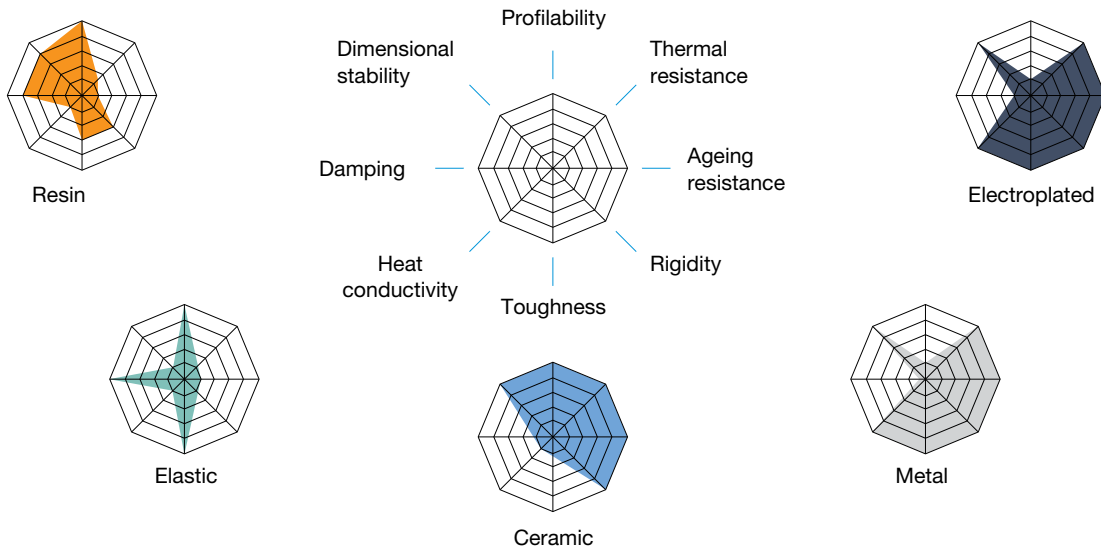 Profilability
Dimensional
stability
Thermal
resistance
Damping
Ageing
resistance
Resin
Electroplated
Heat
conductivity
Rigidity
Toughness
Elastic
Metal
Ceramic